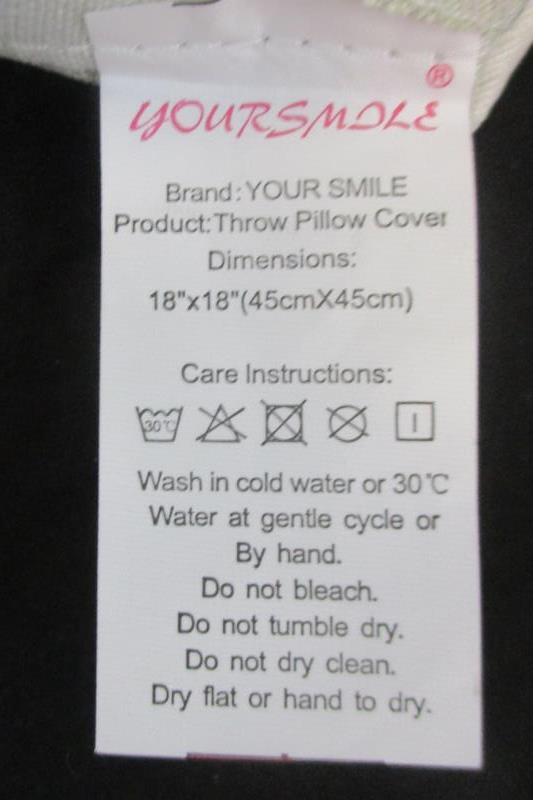 ®
YOURSMILE
Brand: YOUR SMILE
Product: Throw Pillow Cover
Dimensions:
18"x18"(45cmX45cm)
Care Instructions:
30℃
Wash in cold water or 30℃
Water at gentle cycle or
By hand.
Do not bleach.
Do not tumble dry.
Do not dry clean.
Dry flat or hand to dry.